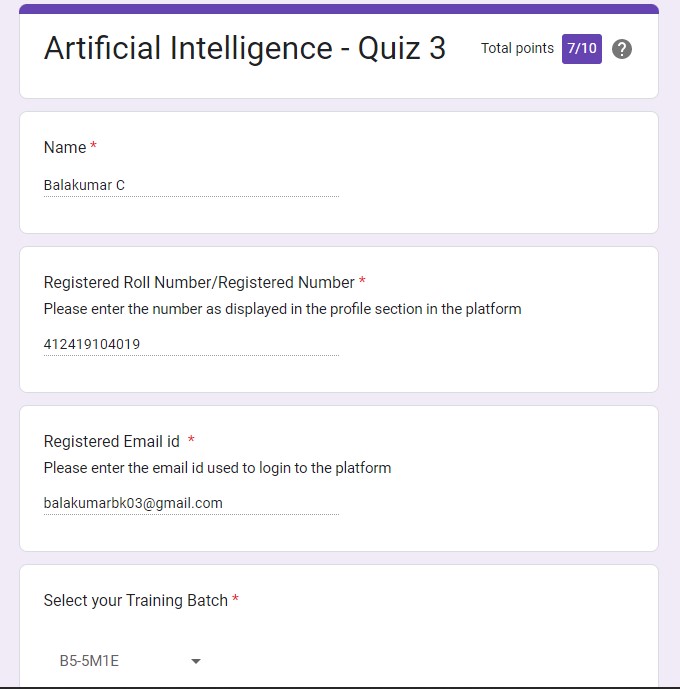 Artificial Intelligence - Quiz 3 Total points 7/10 ?
Name *
Balakumar C
Registered Roll Number/Registered Number *
Please enter the number as displayed in the profile section in the platform
412419104019
Registered Email id *
Please enter the email id used to login to the platform
balakumarbk03@gmail.com
Select your Training Batch *
B5-5M1E